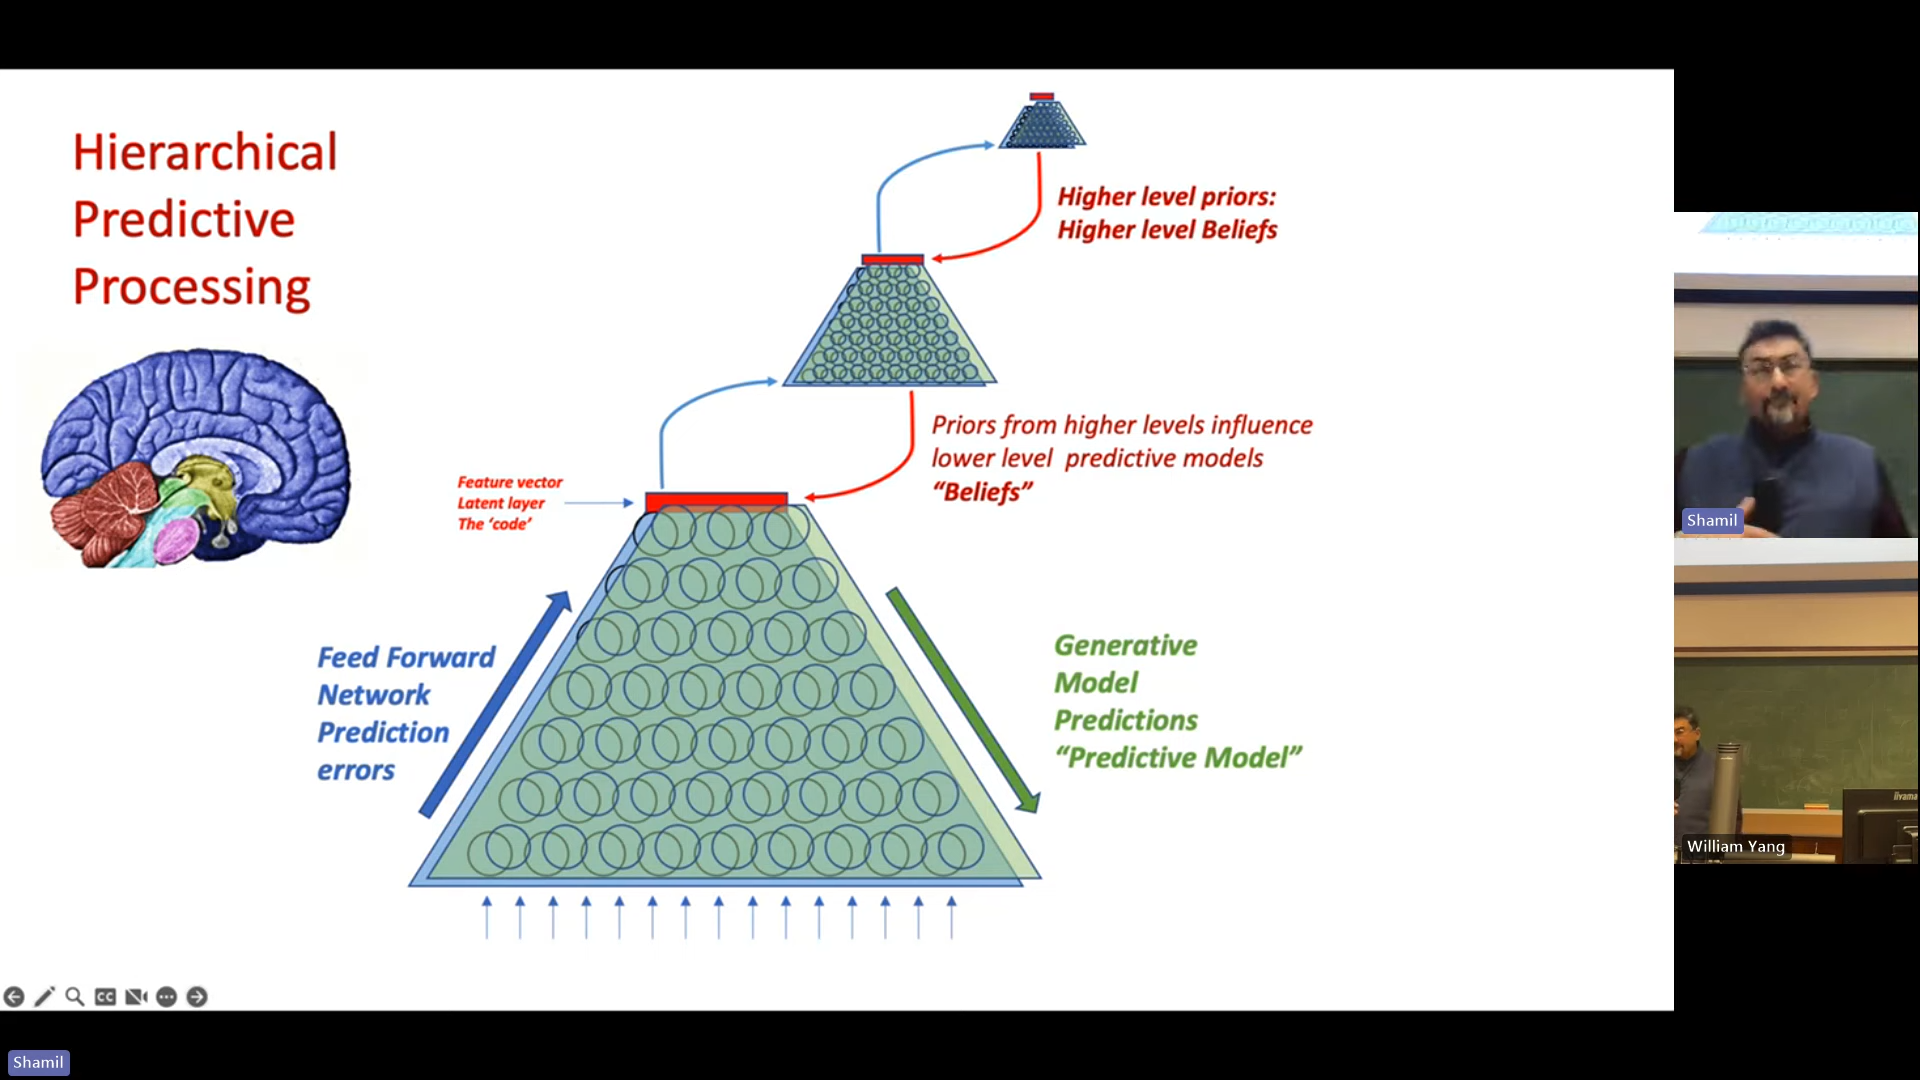 Hierarchical
Predictive
Processing
Higher level priors:
Higher level Beliefs
Priors from higher levels influence
lower level predictive models
“Beliefs”
Feature vector
Latent layer
The ‘code’
Feed Forward
Network
Prediction
errors
Generative
Model
Predictions
“Predictive Model”
CC
Shamil
iiyama
William Yang
Shamil